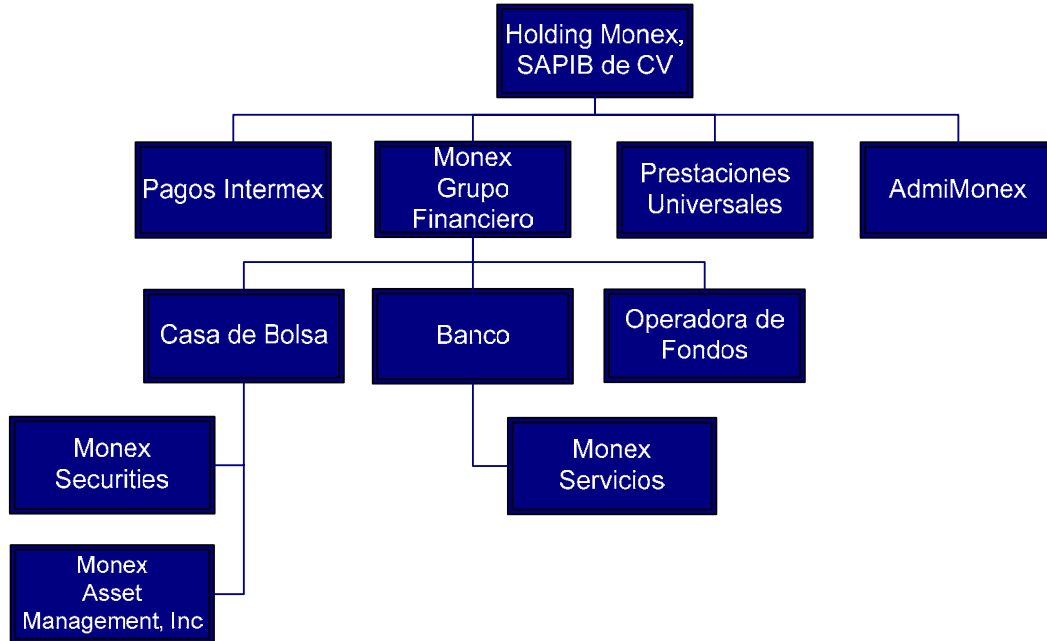 Holding Monex,
SAPIB de CV
Pagos Intermex
Monex
Grupo
Financiero
Prestaciones
Universales
AdmiMonex
Casa de Bolsa
Banco
Operadora de
Fondos
Monex
Securities
Monex
Servicios
Monex
Asset
Management, Inc